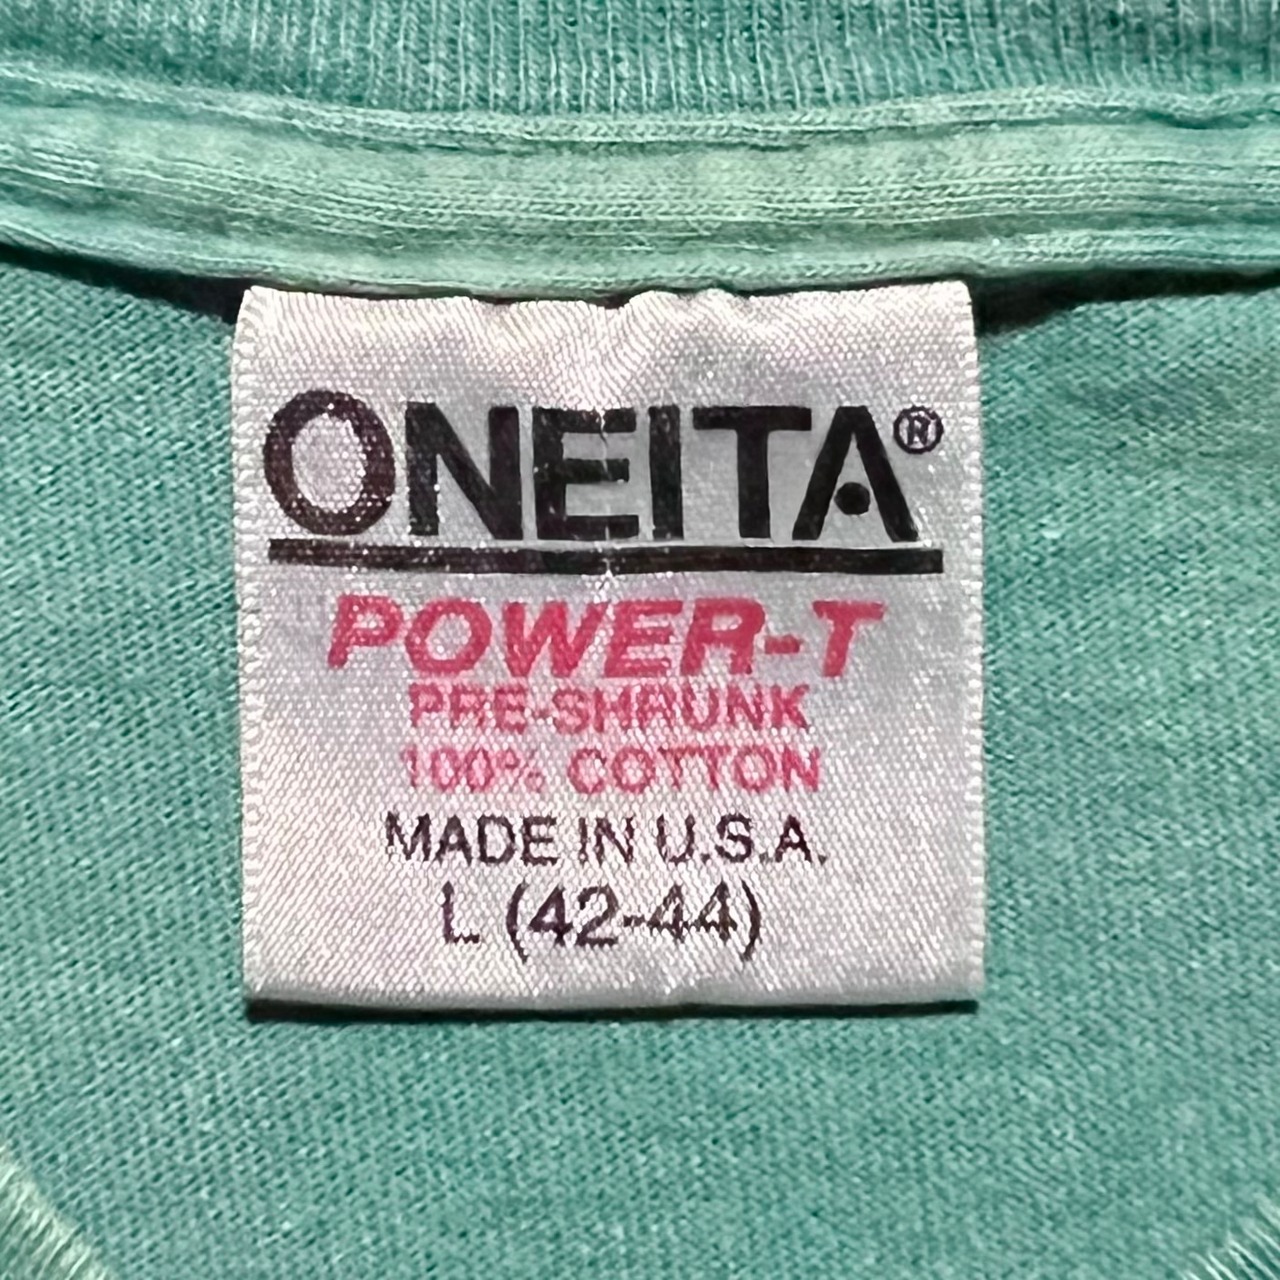 ONEITA®
POWER-T
PRE-SHRUNK
100% COTTON
MADE IN U.S.A.
L (42-44)